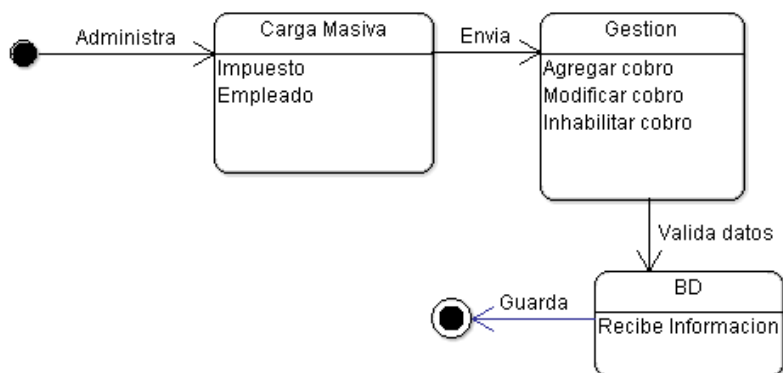 Administra
Carga Masiva
Impuesto
Empleado
Envia
Gestion
Agregar cobro
Modificar cobro
Inhabilitar cobro
Valida datos
BD
Recibe Informacion
Guarda